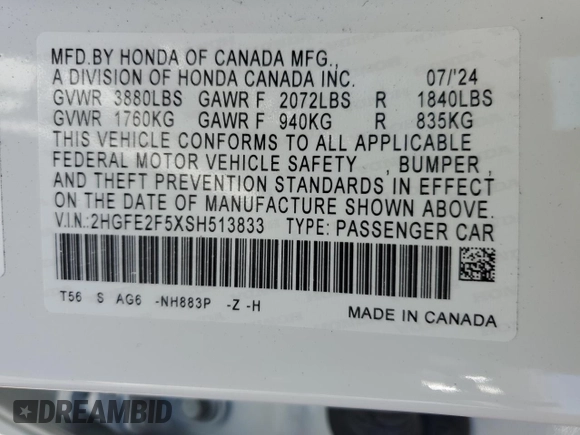 MFD.BY HONDA OF CANADA MFG.,
A DIVISION OF HONDA CANADA INC. 07/'24
GVWR 3880LBS GAWR F 2072LBS R 1840LBS
GVWR 1760KG GAWR F 940KG R 835KG
THIS VEHICLE CONFORMS TO ALL APPLICABLE
FEDERAL MOTOR VEHICLE SAFETY , BUMPER ,
AND THEFT PREVENTION STANDARDS IN EFFECT
ON THE DATE OF MANUFACTURE SHOWN ABOVE.
V.I.N.:2HGFE2F5XSH513833 TYPE: PASSENGER CAR
T56 S AG6 -NH883P -Z -H
MADE IN CANADA
DREAMBID